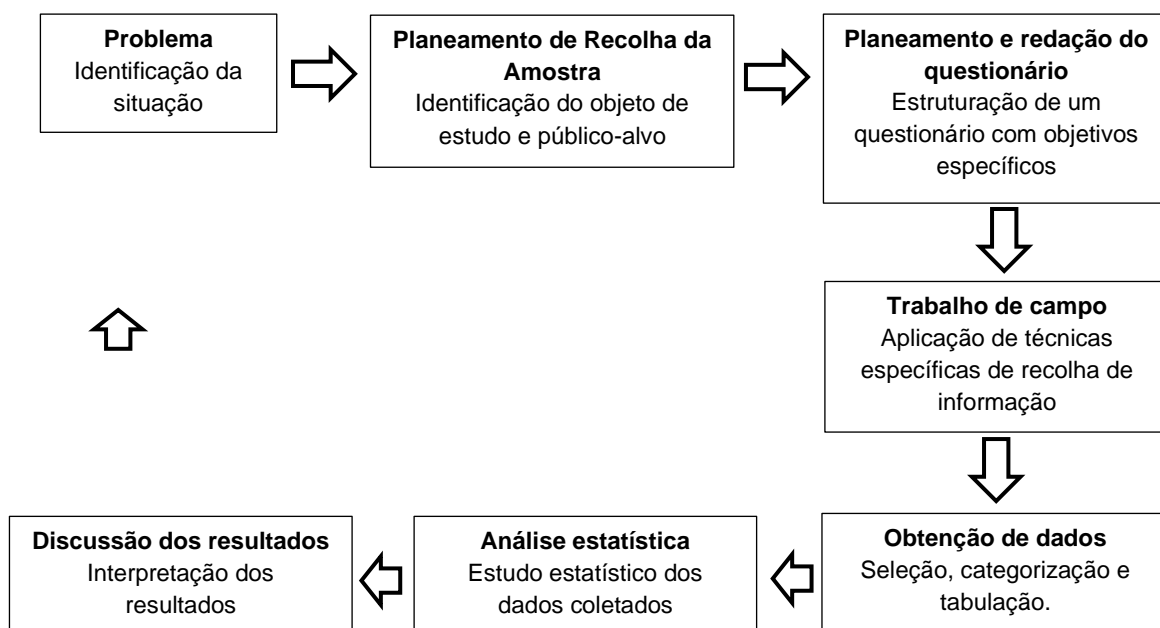 Problema
Identificação da
situação
Planeamento de Recolha da
Amostra
Identificação do objeto de
estudo e público-alvo
Planeamento e redação do
questionário
Estruturação de um
questionário com objetivos
específicos
Trabalho de campo
Aplicação de técnicas
específicas de recolha de
informação
Obtenção de dados
Seleção, categorização e
tabulação.
Análise estatística
Estudo estatístico dos
dados coletados
Discussão dos resultados
Interpretação dos
resultados